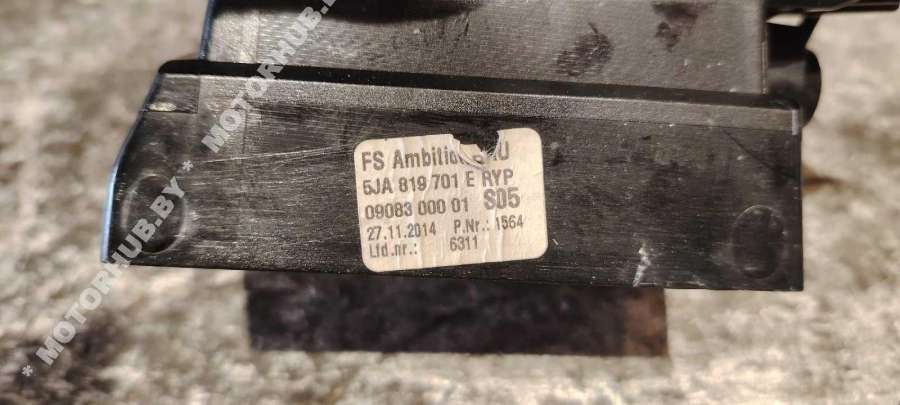 FS Ambition
5JA 819 701 E RYP
09083 000 01 S05
27.11.2014 P.Nr.: 1564
Lfd.nr.: 6311
* MOTORHUB.BY * MOTORHUB.BY